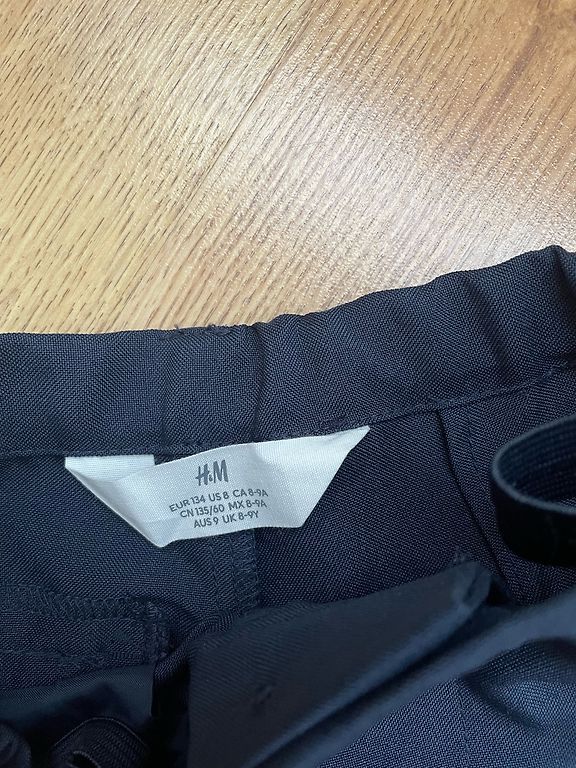 H&M
EUR 134 US 8 CA 8-9A
CN 135/60 MX 8-9A
AUS 9 UK 8-9Y